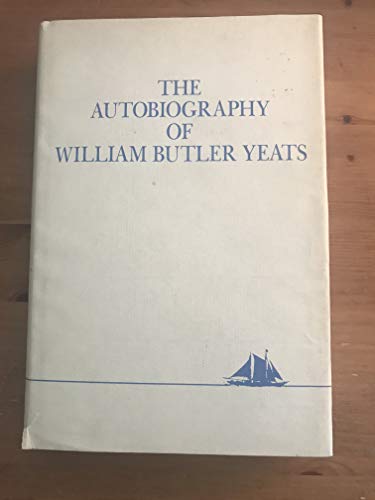 THE
AUTOBIOGRAPHY
OF
WILLIAM BUTLER YEATS